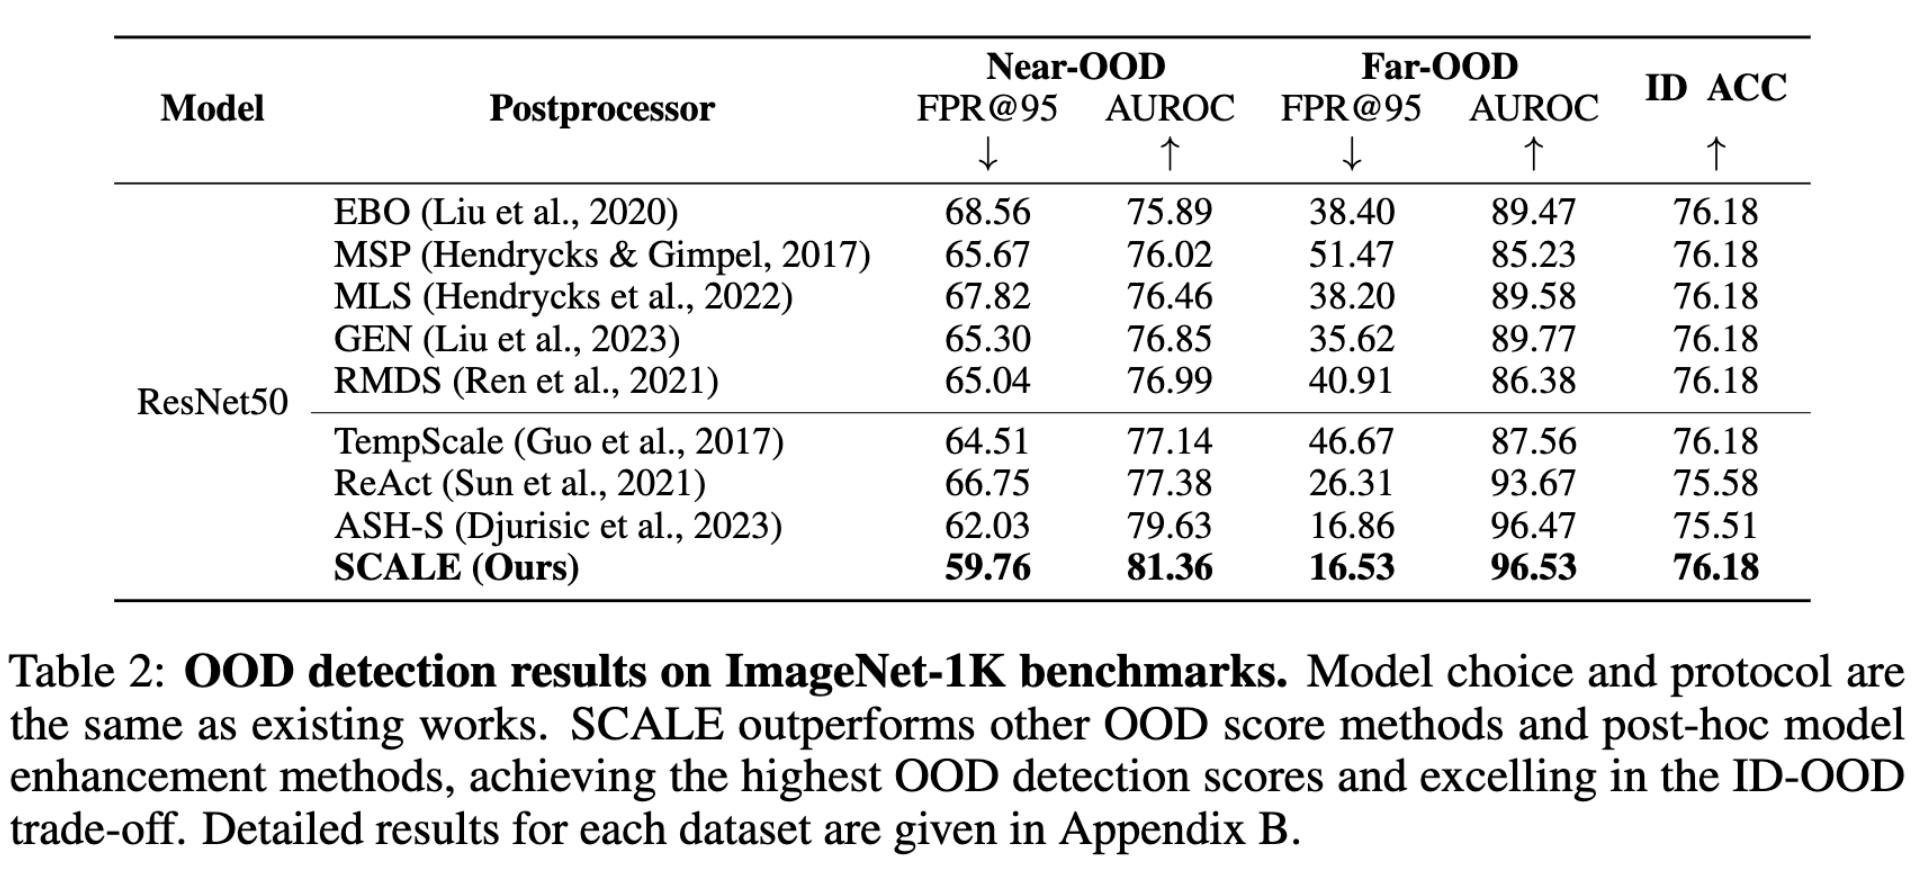 Near-OOD Far-OOD ID ACC
Model Postprocessor FPR@95 AUROC FPR@95 AUROC
↓ ↑ ↓ ↑ ↑
EBO (Liu et al., 2020) 68.56 75.89 38.40 89.47 76.18
MSP (Hendrycks & Gimpel, 2017) 65.67 76.02 51.47 85.23 76.18
MLS (Hendrycks et al., 2022) 67.82 76.46 38.20 89.58 76.18
GEN (Liu et al., 2023) 65.30 76.85 35.62 89.77 76.18
RMDS (Ren et al., 2021) 65.04 76.99 40.91 86.38 76.18
ResNet50
TempScale (Guo et al., 2017) 64.51 77.14 46.67 87.56 76.18
ReAct (Sun et al., 2021) 66.75 77.38 26.31 93.67 75.58
ASH-S (Djurisic et al., 2023) 62.03 79.63 16.86 96.47 75.51
SCALE (Ours) 59.76 81.36 16.53 96.53 76.18
Table 2: OOD detection results on ImageNet-1K benchmarks. Model choice and protocol are
the same as existing works. SCALE outperforms other OOD score methods and post-hoc model
enhancement methods, achieving the highest OOD detection scores and excelling in the ID-OOD
trade-off. Detailed results for each dataset are given in Appendix B.